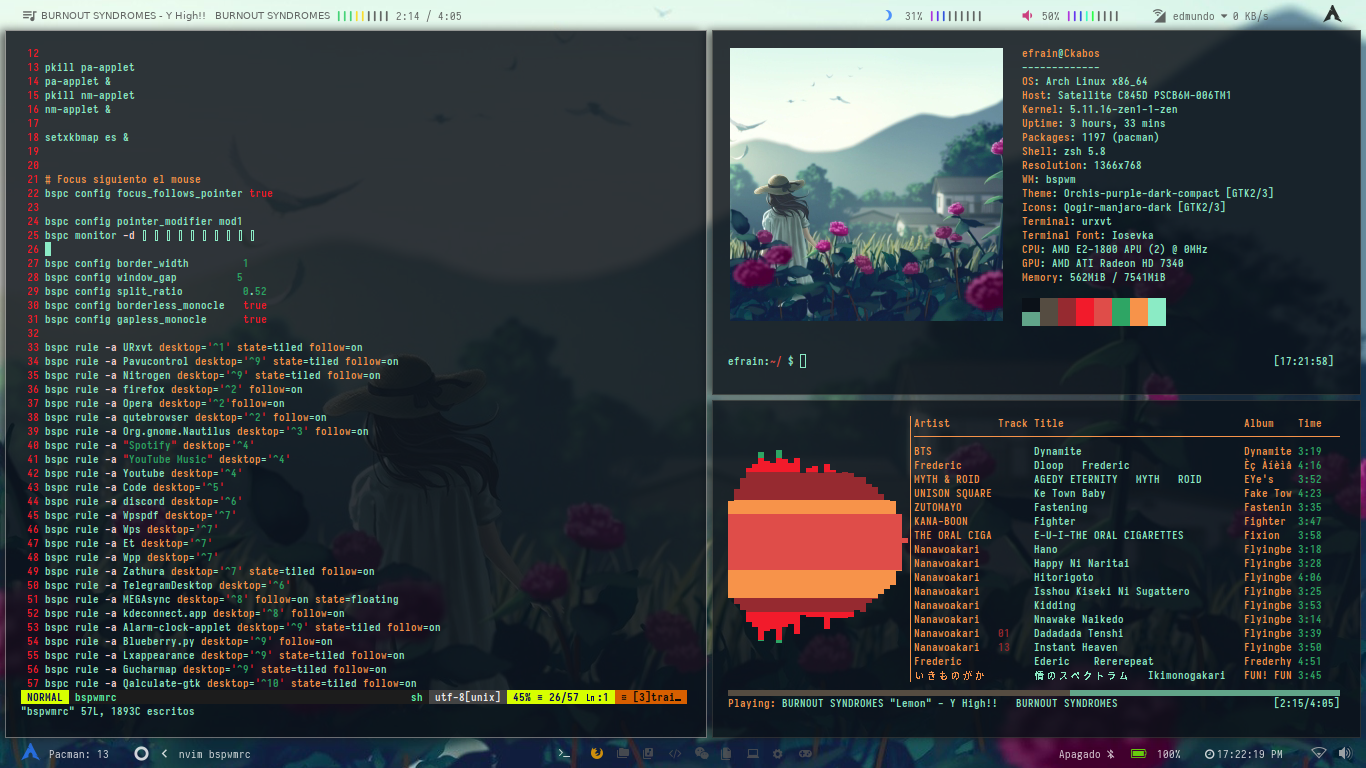 BURNOUT SYNDROMES - Y High!!   BURNOUT SYNDROMES 2:14 / 4:05
31%
50%
edmundo 0 KB/s
12
13 pkill pa-applet
14 pa-applet &
15 pkill nm-applet
16 nm-applet &
17
18 setxkbmap es &
19
20
21 # Focus siguiento el mouse
22 bspc config focus_follows_pointer true
23
24 bspc config pointer_modifier mod1
25 bspc monitor -d
26
27 bspc config border_width 1
28 bspc config window_gap 5
29 bspc config split_ratio 0.52
30 bspc config borderless_monocle true
31 bspc config gapless_monocle true
32
33 bspc rule -a URxvt desktop='^1' state=tiled follow=on
34 bspc rule -a Pavucontrol desktop='^9' state=tiled follow=on
35 bspc rule -a Nitrogen desktop='^9' state=tiled follow=on
36 bspc rule -a firefox desktop='^2' follow=on
37 bspc rule -a Opera desktop='^2'follow=on
38 bspc rule -a qutebrowser desktop='^2' follow=on
39 bspc rule -a Org.gnome.Nautilus desktop='^3' follow=on
40 bspc rule -a "Spotify" desktop='^4'
41 bspc rule -a "YouTube Music" desktop='^4'
42 bspc rule -a Youtube desktop='^4'
43 bspc rule -a Code desktop='^5'
44 bspc rule -a discord desktop='^6'
45 bspc rule -a Wpspdf desktop='^7'
46 bspc rule -a Wps desktop='^7'
47 bspc rule -a Et desktop='^7'
48 bspc rule -a Wpp desktop='^7'
49 bspc rule -a Zathura desktop='^7' state=tiled follow=on
50 bspc rule -a TelegramDesktop desktop='^6'
51 bspc rule -a MEGAsync desktop='^8' follow=on state=floating
52 bspc rule -a kdeconnect.app desktop='^8' follow=on
53 bspc rule -a Alarm-clock-applet desktop='^9' state=tiled follow=on
54 bspc rule -a Blueberry.py desktop='^9' follow=on
55 bspc rule -a Lxappearance desktop='^9' state=tiled follow=on
56 bspc rule -a Gucharmap desktop='^9' state=tiled follow=on
57 bspc rule -a Qalculate-gtk desktop='^10' state=tiled follow=on
NORMAL bspwmrc sh utf-8[unix] 45% ≡ 26/57 Ln:1 ≡ [3]trai…
"bspwmrc" 57L, 1893C escritos
efrain@Ckabos
-------------
OS: Arch Linux x86_64
Host: Satellite C845D PSCB6M-006TM1
Kernel: 5.11.16-zen1-1-zen
Uptime: 3 hours, 33 mins
Packages: 1197 (pacman)
Shell: zsh 5.8
Resolution: 1366x768
WM: bspwm
Theme: Orchis-purple-dark-compact [GTK2/3]
Icons: Qogir-manjaro-dark [GTK2/3]
Terminal: urxvt
Terminal Font: Iosevka
CPU: AMD E2-1800 APU (2) @ 0MHz
GPU: AMD ATI Radeon HD 7340
Memory: 562MiB / 7541MiB
efrain:~/ $ [17:21:58]
Artist Track Title Album Time
BTS Dynamite Dynamite 3:19
Frederic Dloop   Frederic Èç Àíèìå 4:16
MYTH & ROID AGEDY ETERNITY   MYTH   ROID EYe's 3:52
UNISON SQUARE Ke Town Baby Fake Tow 4:23
ZUTOMAYO Fastening Fastenin 3:35
KANA-BOON Fighter Fighter 3:47
THE ORAL CIGA E-U-I-THE ORAL CIGARETTES Fixion 3:58
Nanawoakari Hano Flyingbe 3:18
Nanawoakari Happy Ni Naritai Flyingbe 3:28
Nanawoakari Hitorigoto Flyingbe 4:06
Nanawoakari Isshou Kiseki Ni Sugattero Flyingbe 3:25
Nanawoakari Kidding Flyingbe 3:53
Nanawoakari Nnwake Naikedo Flyingbe 3:14
Nanawoakari 01 Dadadada Tenshi Flyingbe 3:39
Nanawoakari 13 Instant Heaven Flyingbe 3:50
Frederic Ederic    Rererepeat Frederhy 4:51
いきものがかり 情のスペクトラム   Ikimonogakari FUN! FUN 3:45
Playing: BURNOUT SYNDROMES "Lemon" - Y High!!   BURNOUT SYNDROMES [2:15/4:05]
Pacman: 13
nvim bspwmrc
Apagado
100%
17:22:19 PM